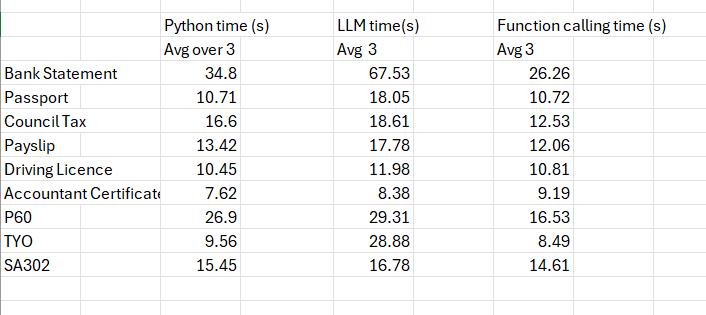 Python time (s) LLM time(s) Function calling time (s)
Avg over 3 Avg 3 Avg 3
Bank Statement 34.8 67.53 26.26
Passport 10.71 18.05 10.72
Council Tax 16.6 18.61 12.53
Payslip 13.42 17.78 12.06
Driving Licence 10.45 11.98 10.81
Accountant Certificate 7.62 8.38 9.19
P60 26.9 29.31 16.53
TYO 9.56 28.88 8.49
SA302 15.45 16.78 14.61